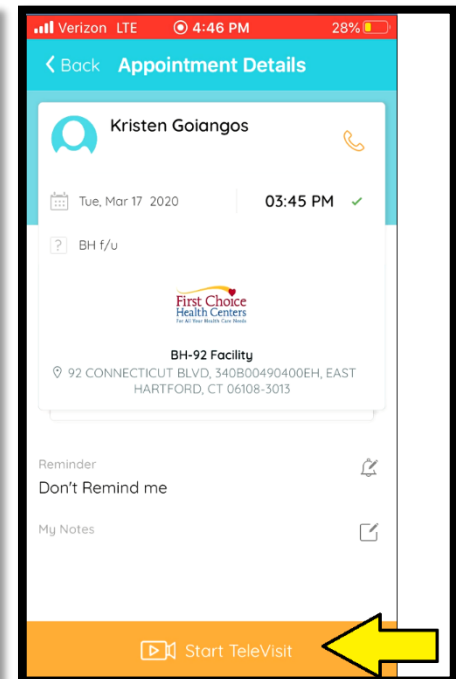 Verizon LTE 4:46 PM 28%
Back Appointment Details
Kristen Goiangos
Tue, Mar 17 2020 03:45 PM
? BH f/u
First Choice
Health Centers
For All Your Health Care Needs
BH-92 Facility
92 CONNECTICUT BLVD, 340B00490400EH, EAST
HARTFORD, CT 06108-3013
Reminder
Don't Remind me
My Notes
Start TeleVisit